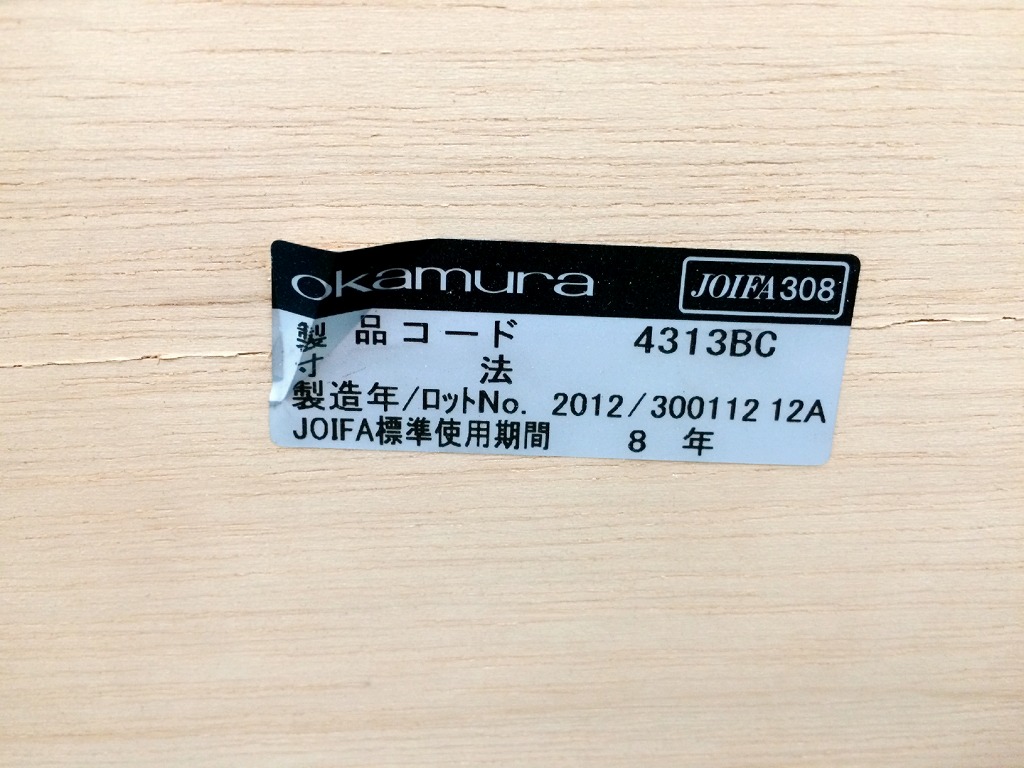 okamura JOIFA308
製品コード 4313BC
寸法
製造年/ロットNo. 2012/300112 12A
JOIFA標準使用期間 8 年